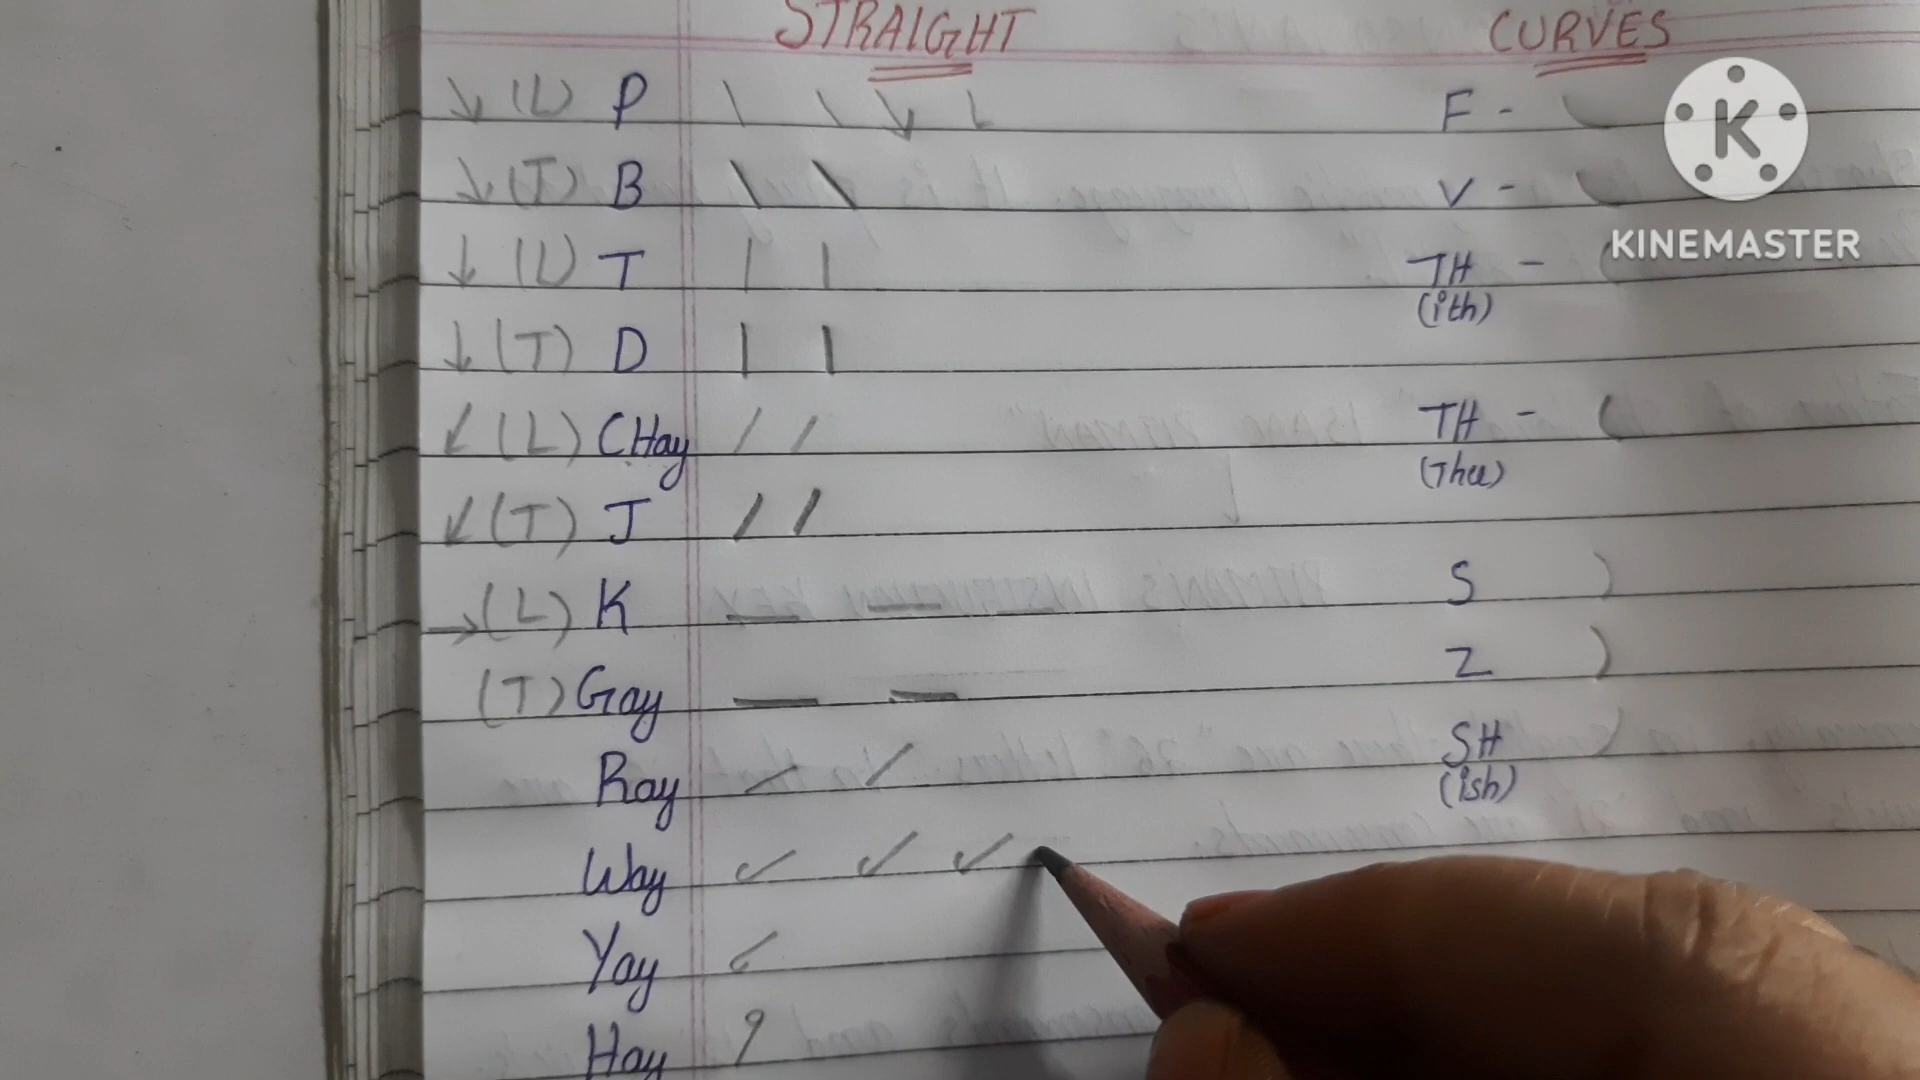 STRAIGHT CURVES
(L) P F -
(T) B V -
(L) T TH -
(ith)
(T) D
(L) CHay TH -
(Thee)
(T) J
(L) K S
(T) Gay Z
Ray SH
(ish)
Way
Yay
Hay
K
KINEMASTER